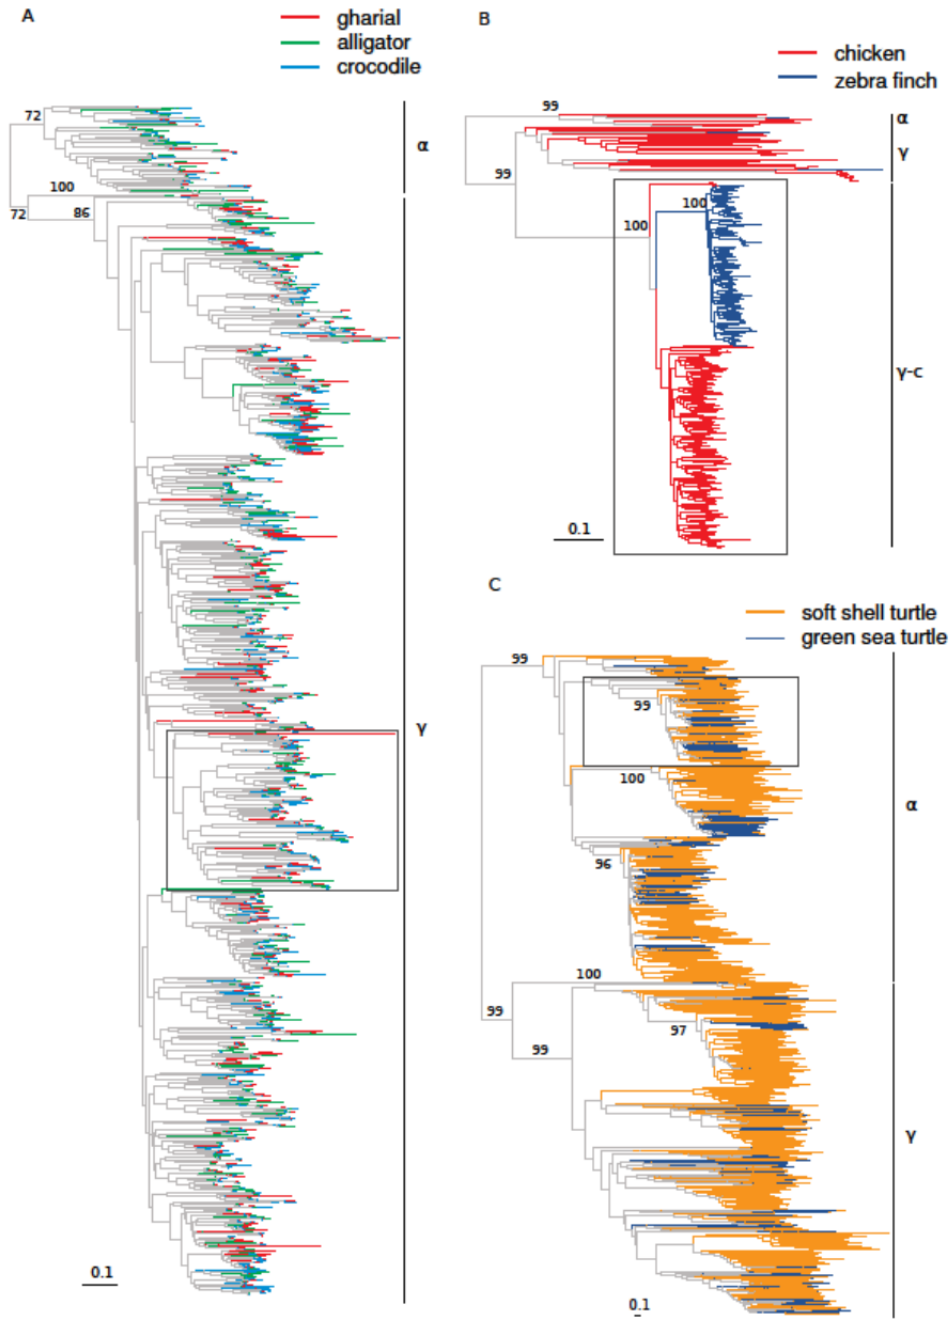 A
gharial
alligator
crocodile
72
100
72
86
α
γ
0.1
B
chicken
zebra finch
99
99
100
100
α
γ
γ-c
0.1
C
soft shell turtle
green sea turtle
99
99
100
96
α
100
99
97
99
γ
0.1